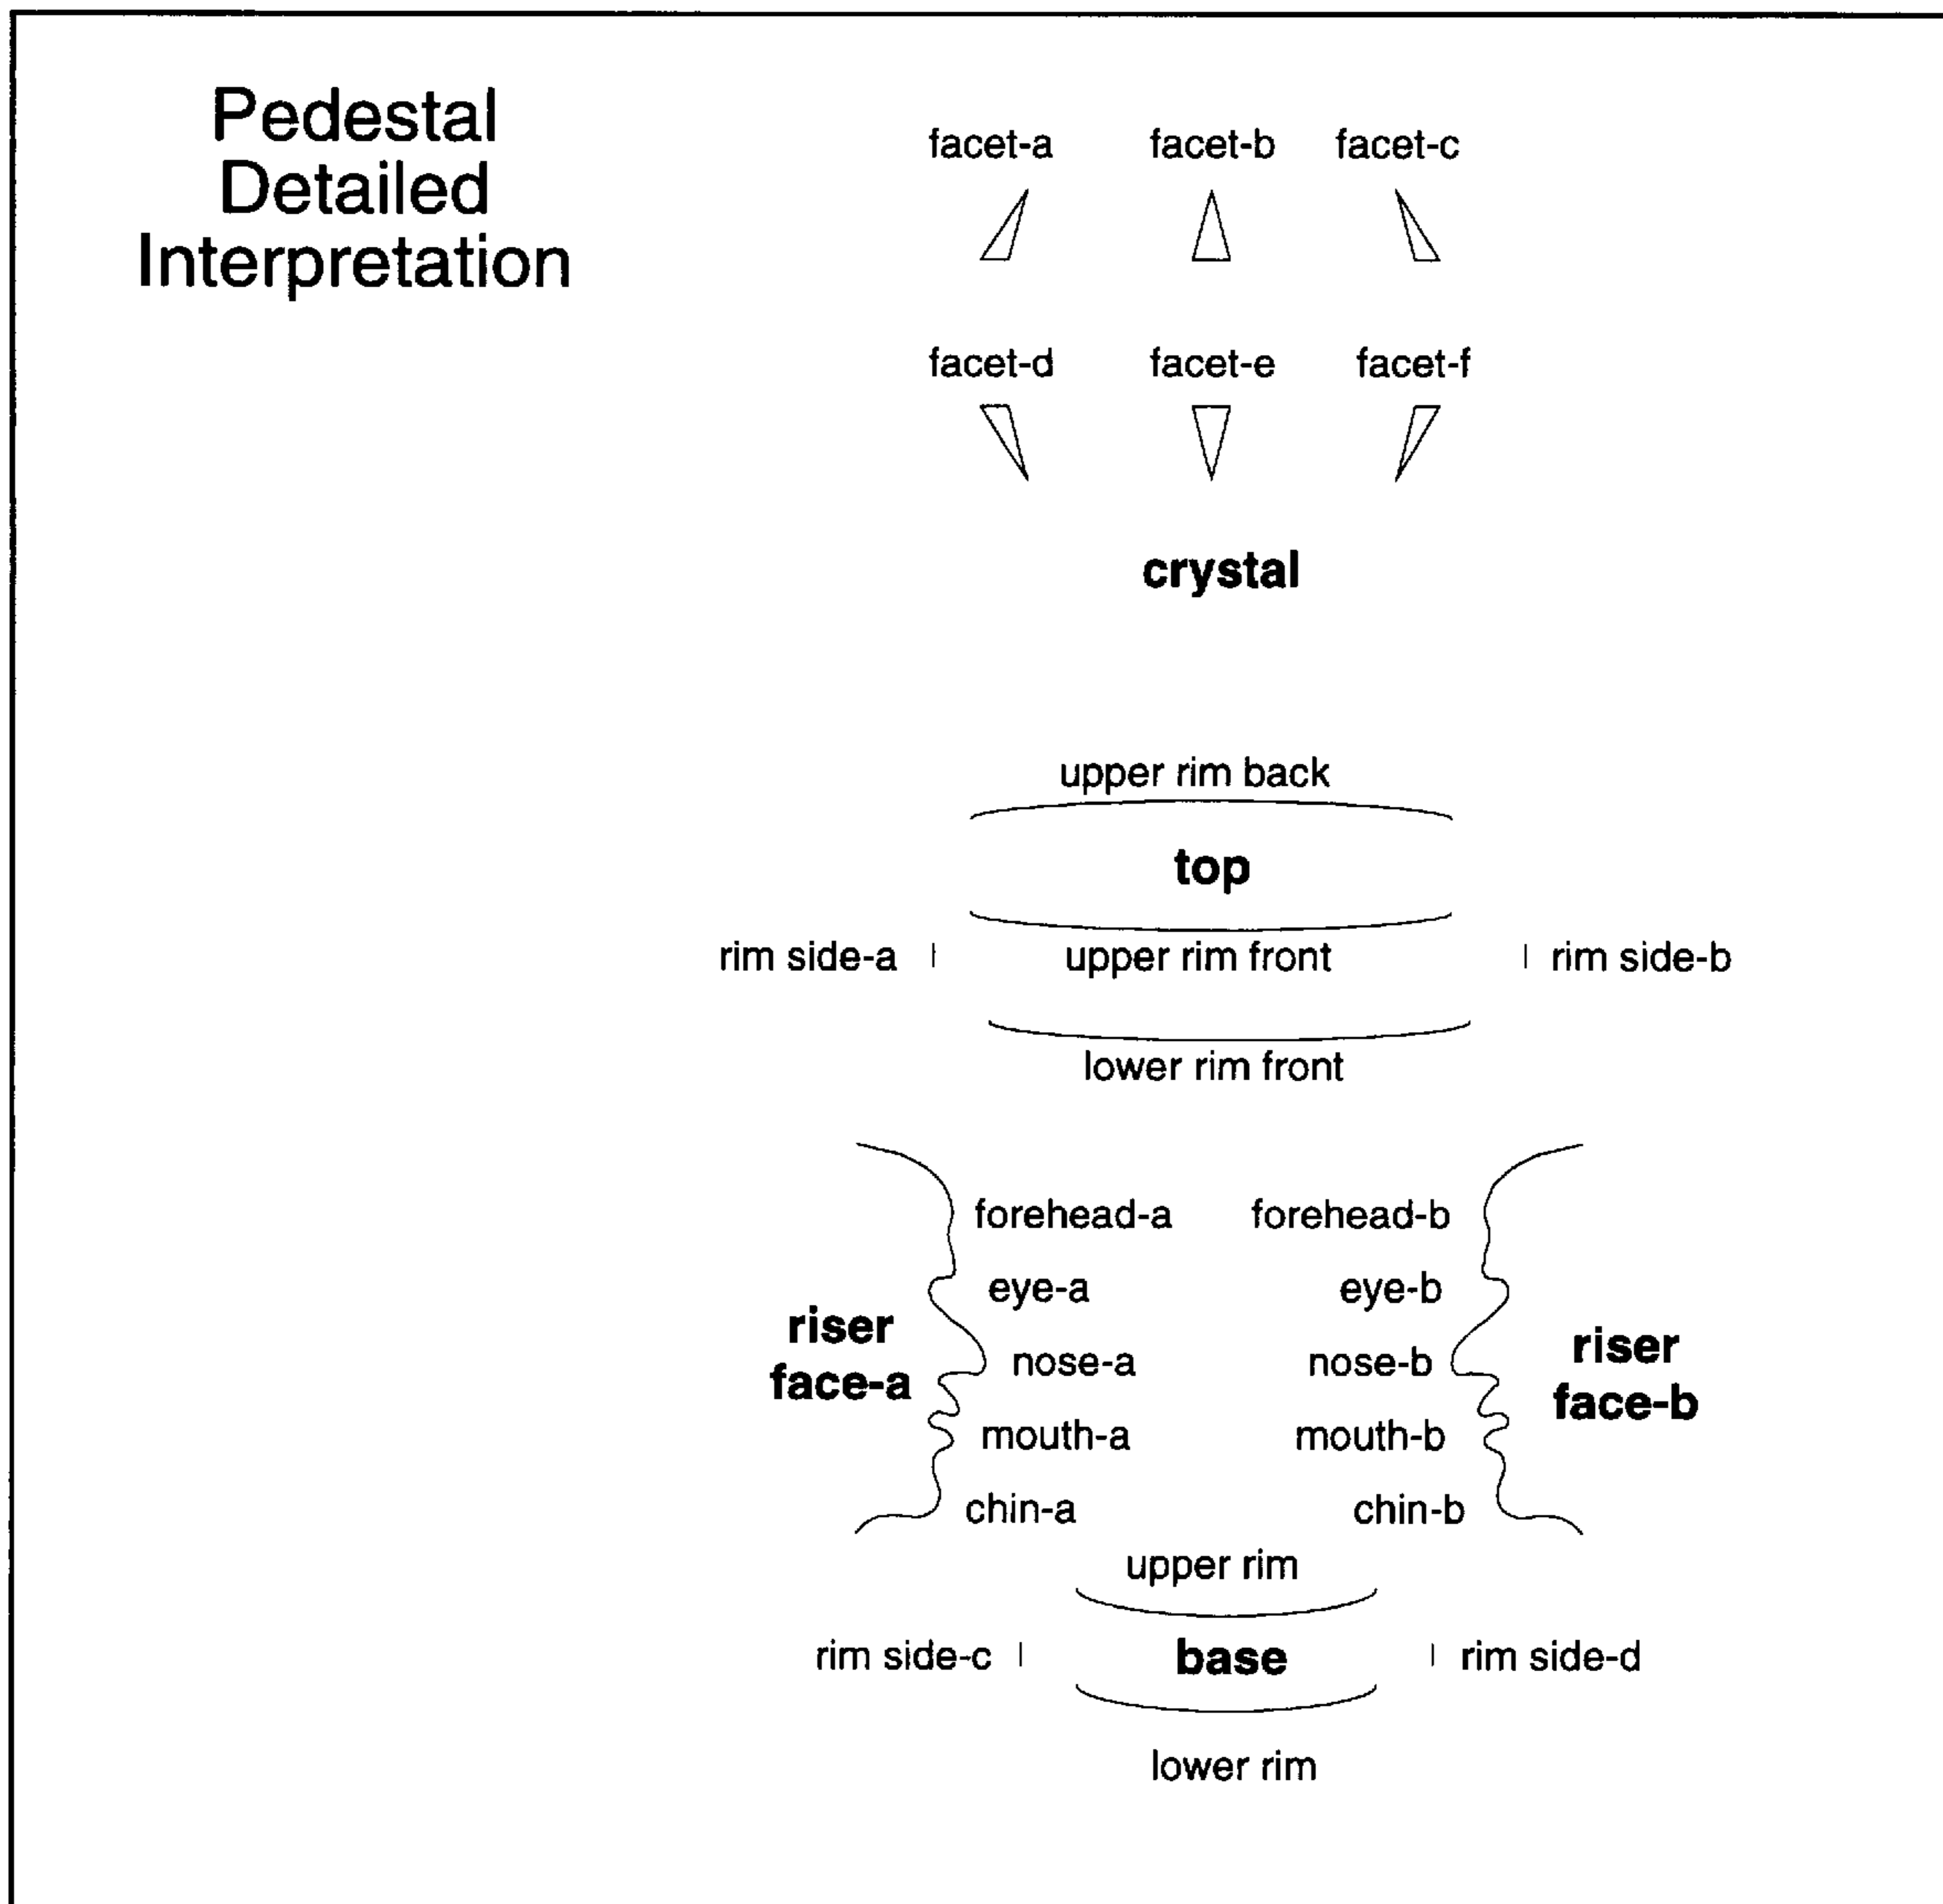 Pedestal
Detailed
Interpretation
facet-a facet-b facet-c
facet-d facet-e facet-f
crystal
upper rim back
top
rim side-a upper rim front rim side-b
lower rim front
forehead-a forehead-b
eye-a eye-b
riser
face-a
nose-a nose-b
riser
face-b
mouth-a mouth-b
chin-a chin-b
upper rim
rim side-c base rim side-d
lower rim